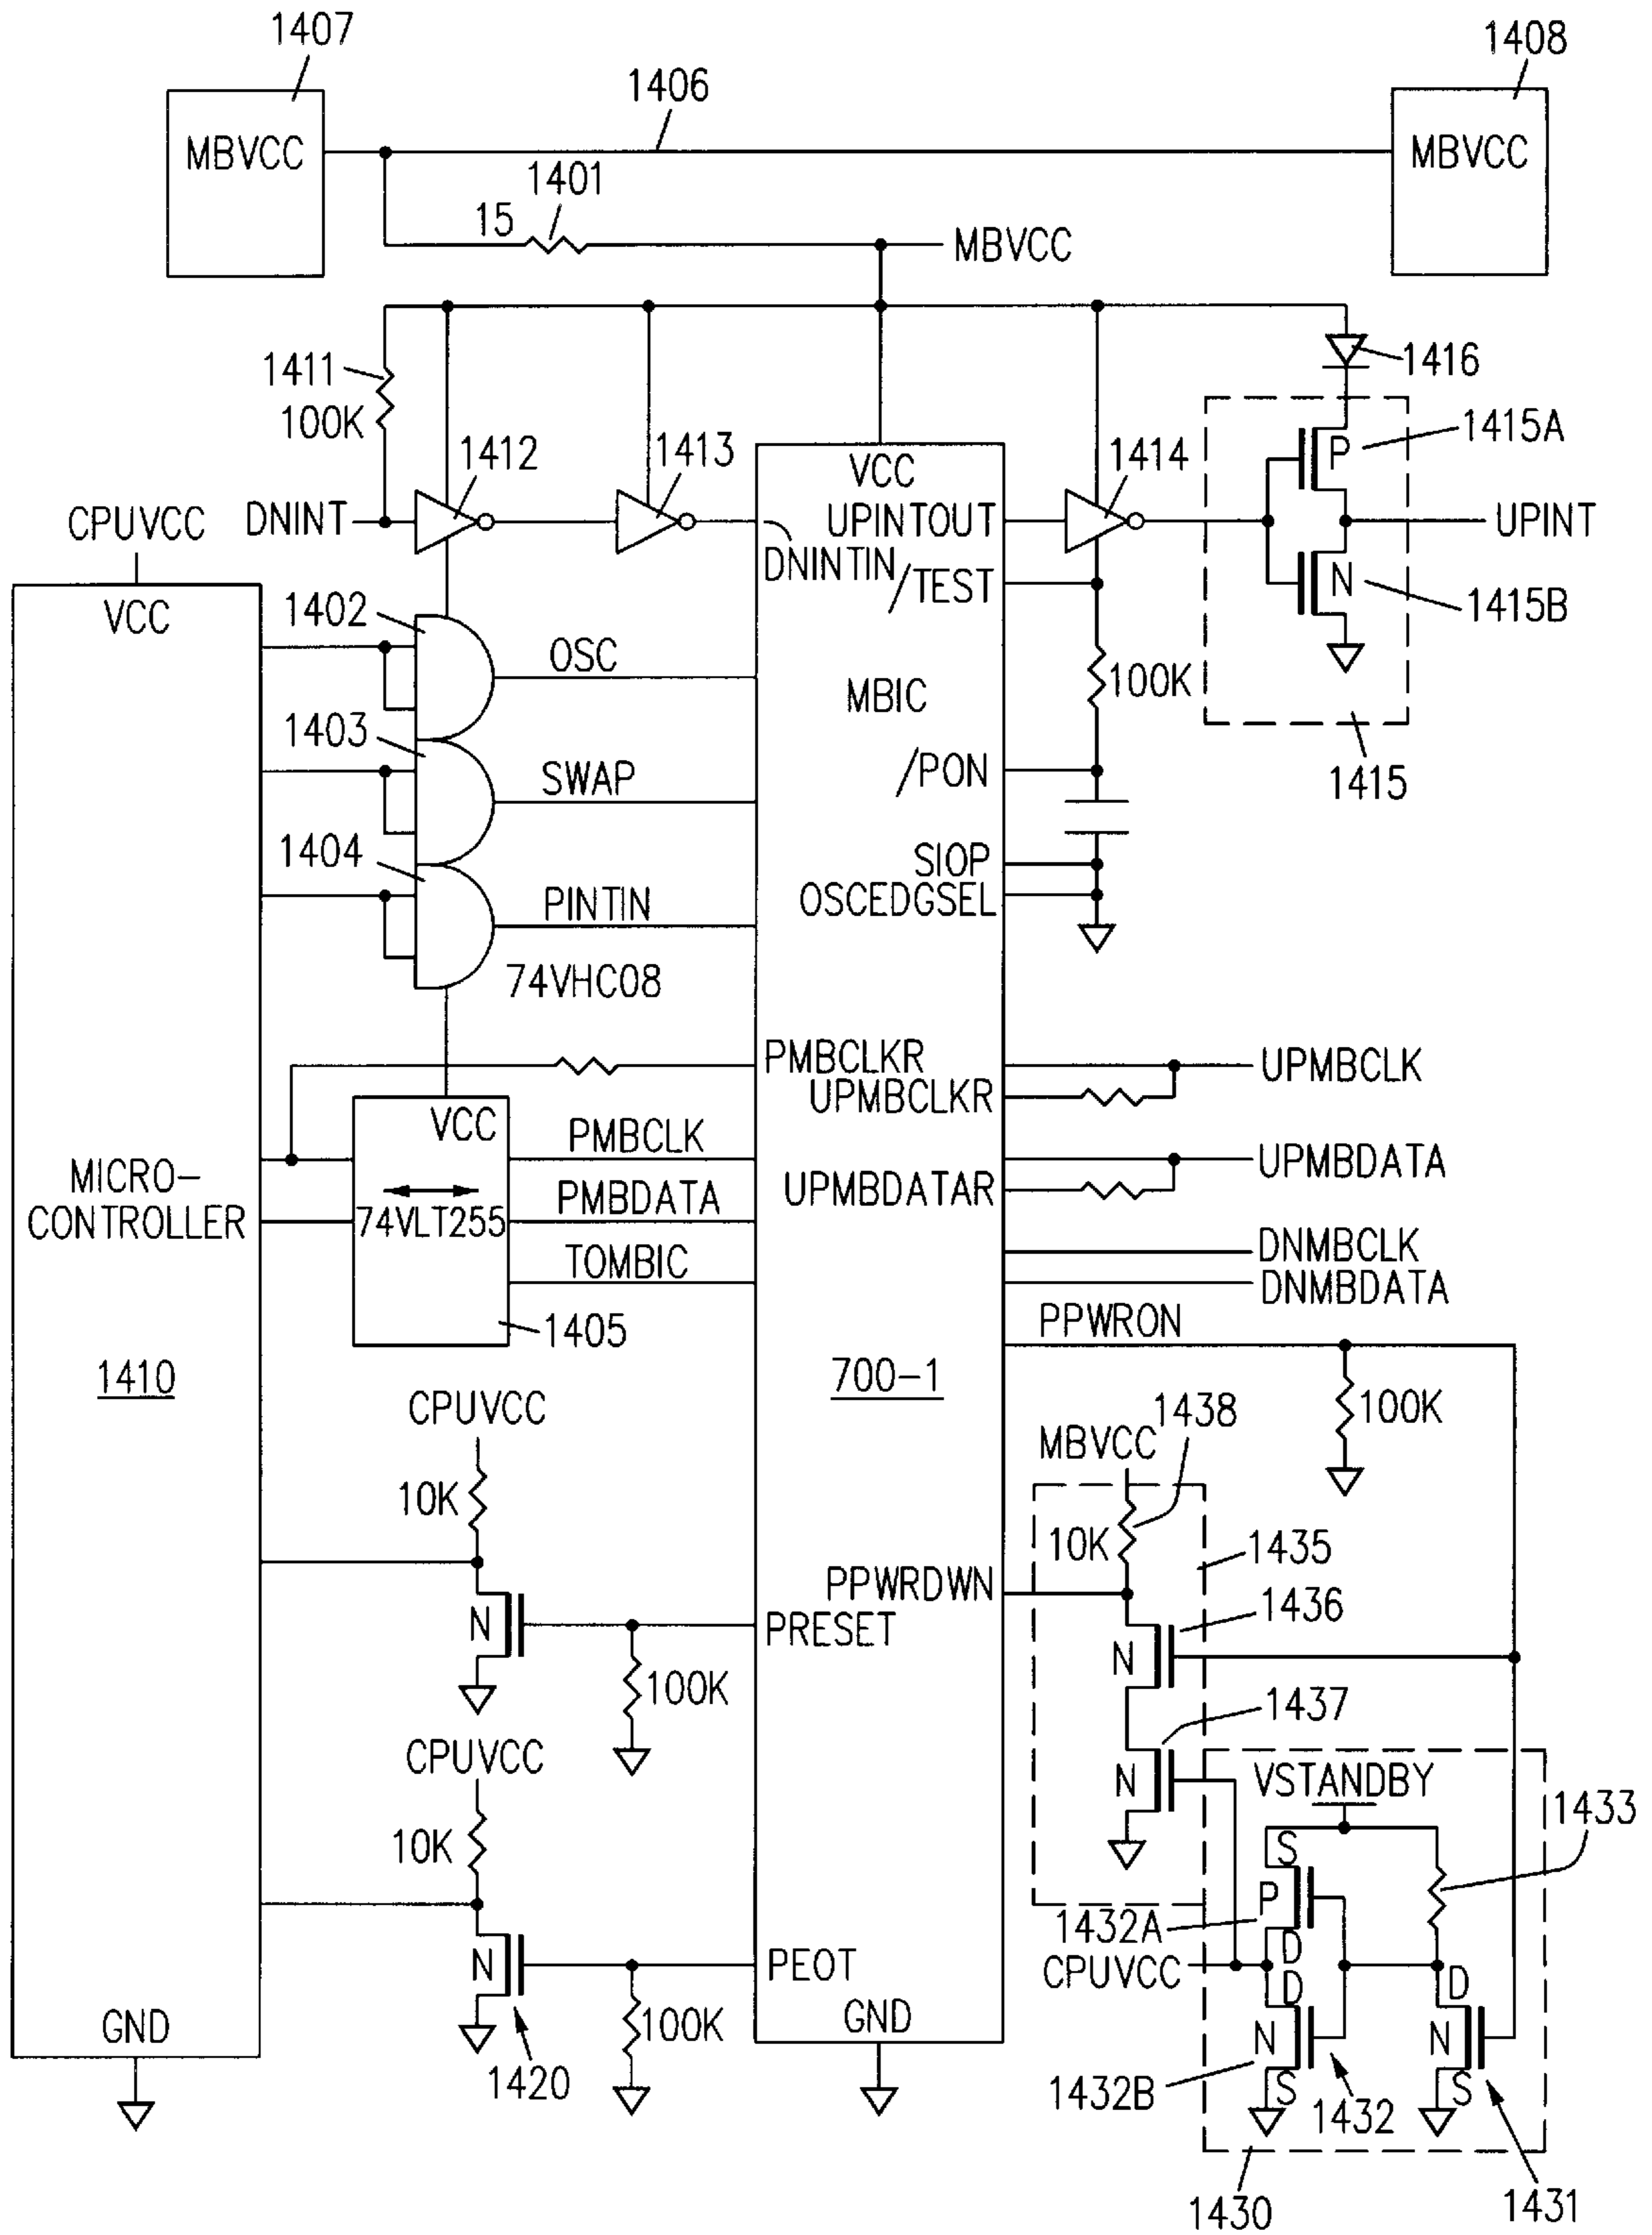 1407
1408
1406
MBVCC
MBVCC
1401
15
MBVCC
1411
100K
1416
1415A
1412
1413
1414
P
VCC
DNINT
UPINTOUT
UPINT
CPUVCC
DNINTIN
/TEST
N
1415B
VCC
1402
OSC
100K
MBIC
1403
SWAP
/PON
1415
1404
SIOP
PINTIN
OSCEDGSEL
74VHC08
PMBCLKR
UPMBCLK
UPMBCLKR
VCC
PMBCLK
UPMBDATA
MICRO-
CONTROLLER
PMBDATA
UPMBDATAR
74VLT255
DNMBCLK
TOMBIC
DNMBDATA
1405
PPWRON
1410
700-1
CPUVCC
1438
100K
MBVCC
10K
10K
1435
PPWRDWN
1436
N
PRESET
N
100K
1437
CPUVCC
N
VSTANDBY
1433
10K
S
P
1432A
D
N
PEOT
CPUVCC
D
D
GND
100K
GND
N
N
1420
1432B
S
1432
S
1430
1431